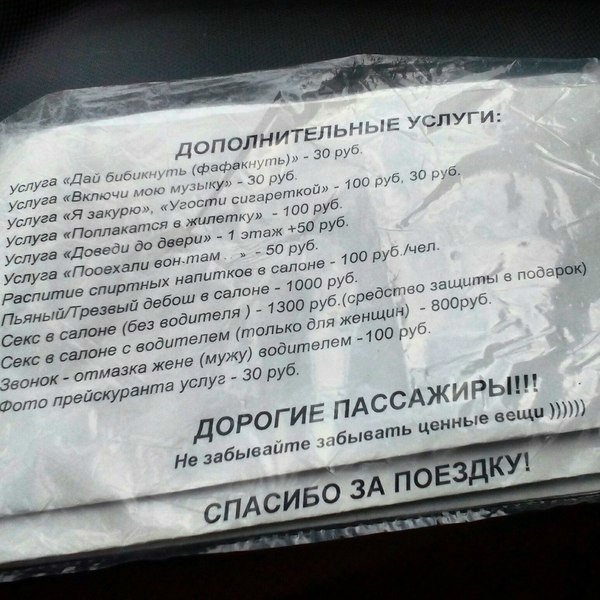 ДОПОЛНИТЕЛЬНЫЕ УСЛУГИ:
Услуга «Дай бибикнуть (фафакнуть)» - 30 руб.
Услуга «Включи мою музыку» - 30 руб.
Услуга «Я закурю», «Угости сигареткой» - 100 руб, 30 руб.
Услуга «Поплакатся в жилетку» - 100 руб.
Услуга «Доведи до двери» - 1 этаж +50 руб.
Услуга «Пооехали вон.там . » - 50 руб.
Распитие спиртных напитков в салоне - 100 руб./чел.
Пьяный/Трезвый дебош в салоне - 1000 руб.
Секс в салоне (без водителя ) - 1300 руб.(средство защиты в подарок)
Секс в салоне с водителем (только для женщин) - 800руб.
Звонок - отмазка жене (мужу) водителем -100 руб.
Фото прейскуранта услуг - 30 руб.
ДОРОГИЕ ПАССАЖИРЫ!!!
Не забывайте забывать ценные вещи ))))))
СПАСИБО ЗА ПОЕЗДКУ!